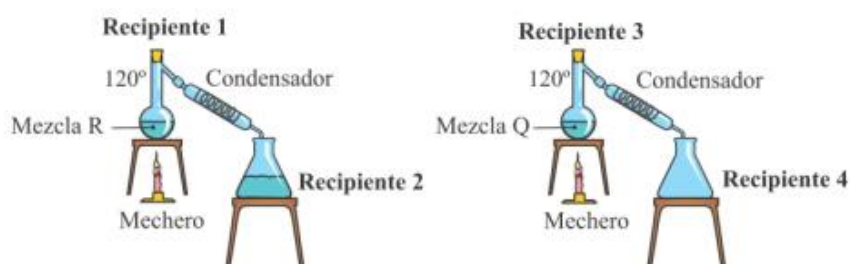 Recipiente 1
120º
Condensador
Mezcla R
Recipiente 2
Mechero
Recipiente 3
120º
Condensador
Mezcla Q
Recipiente 4
Mechero